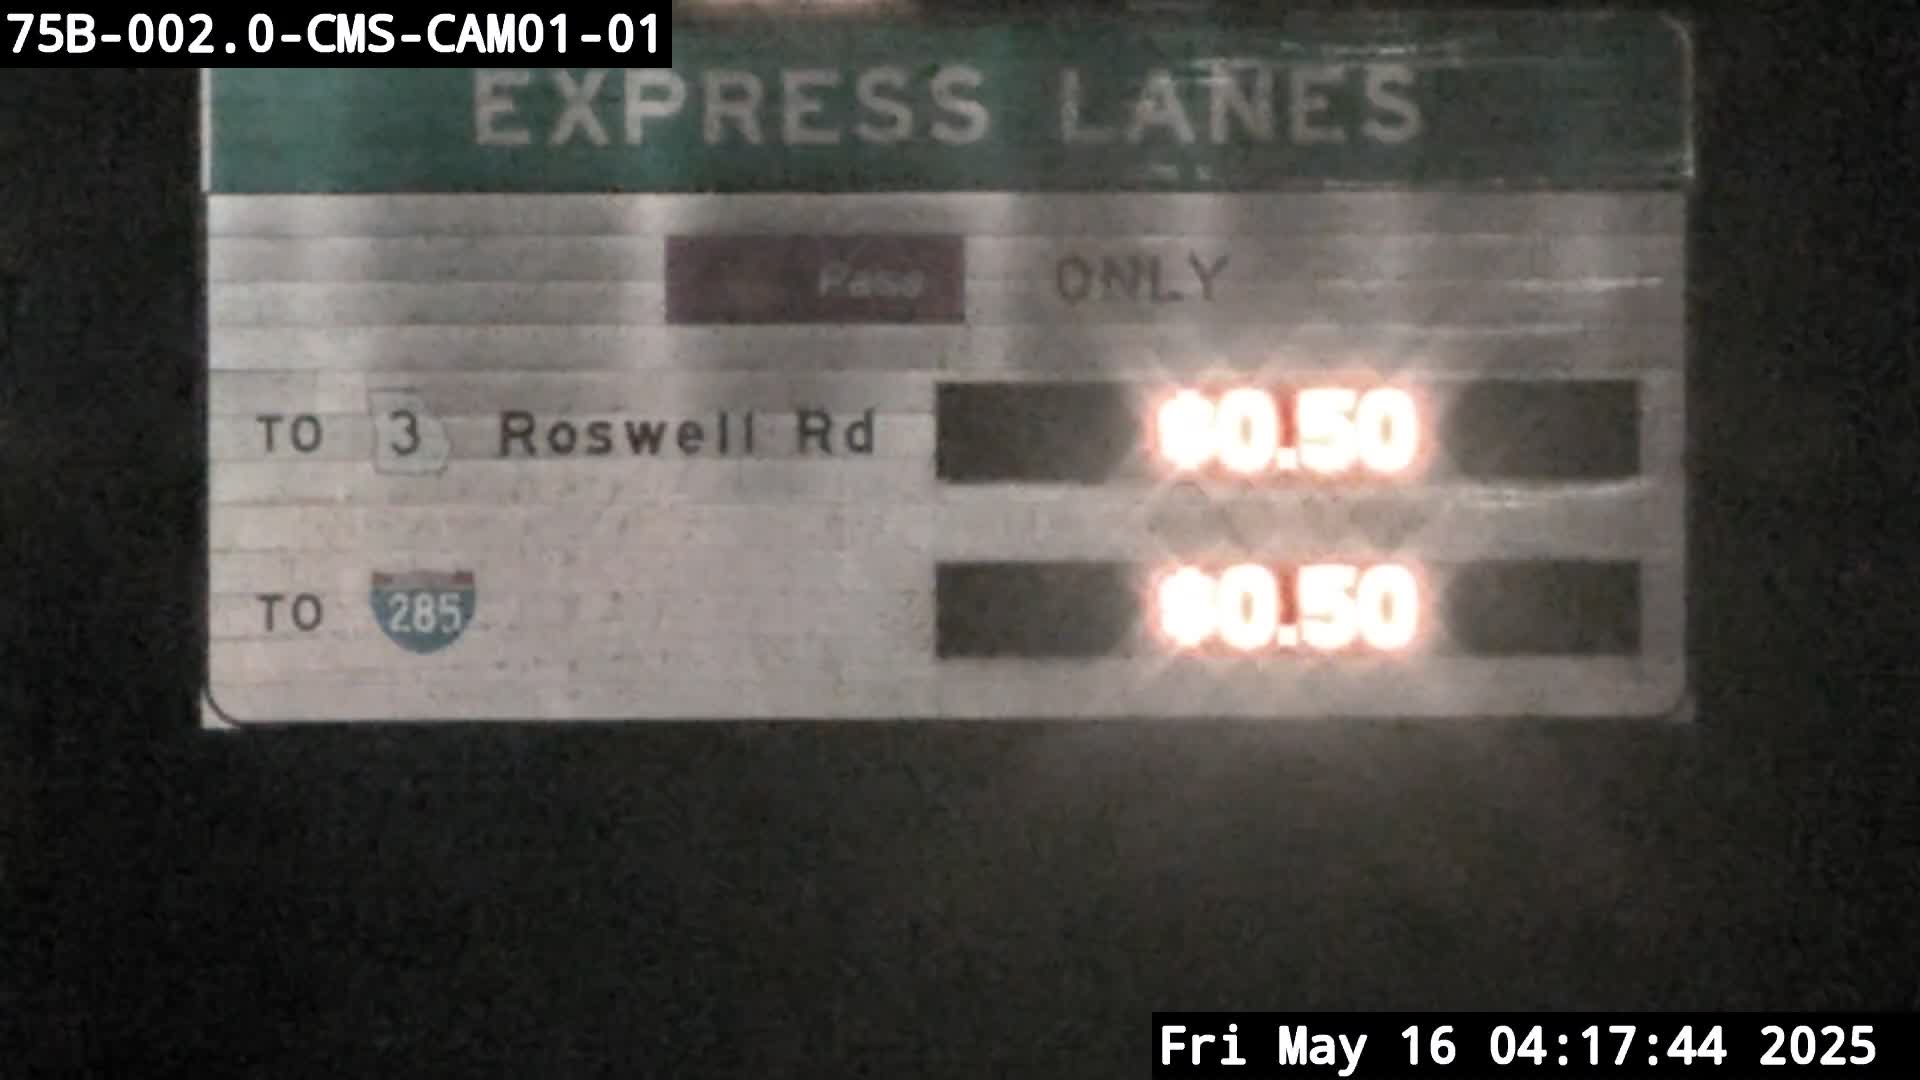 75B-002.0-CMS-CAM01-01
EXPRESS LANES
Pass ONLY
TO 3 Roswell Rd $0.50
TO 285 $0.50
Fri May 16 04:17:44 2025